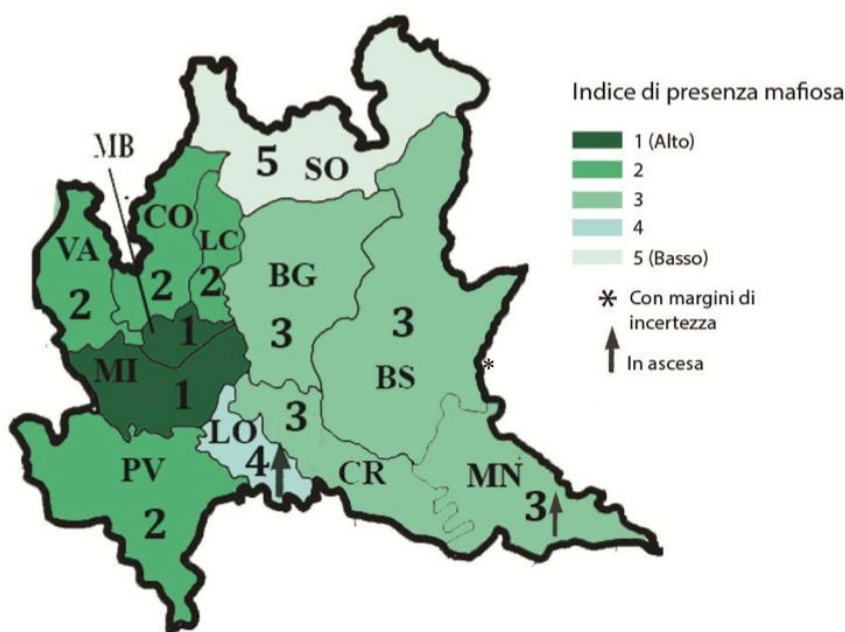 Indice di presenza mafiosa
1 (Alto)
2
3
4
5 (Basso)
* Con margini di
incertezza
In ascesa
MB
5 SO
CO
2
LC
2
VA
2
BG
3
3
BS
*
1
MI
1
LO
4
3
CR
PV
2
MN
3